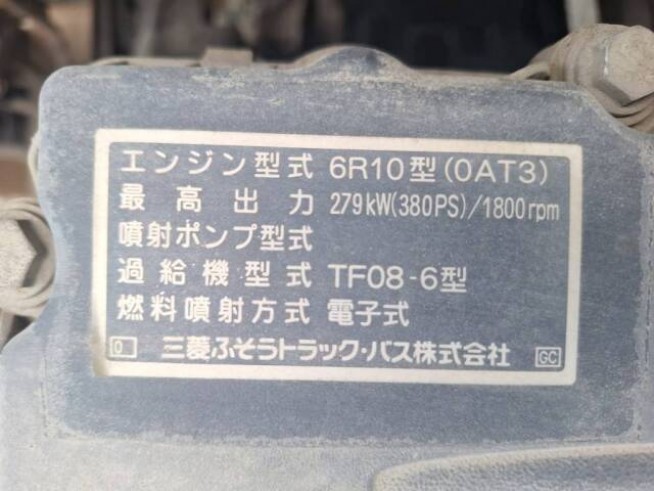 エンジン型式 6R10型(0AT3)
最高出力 279kW(380PS)/1800rpm
噴射ポンプ型式
過給機型式 TF08-6型
燃料噴射方式 電子式
0 三菱ふそうトラック・バス株式会社 GC